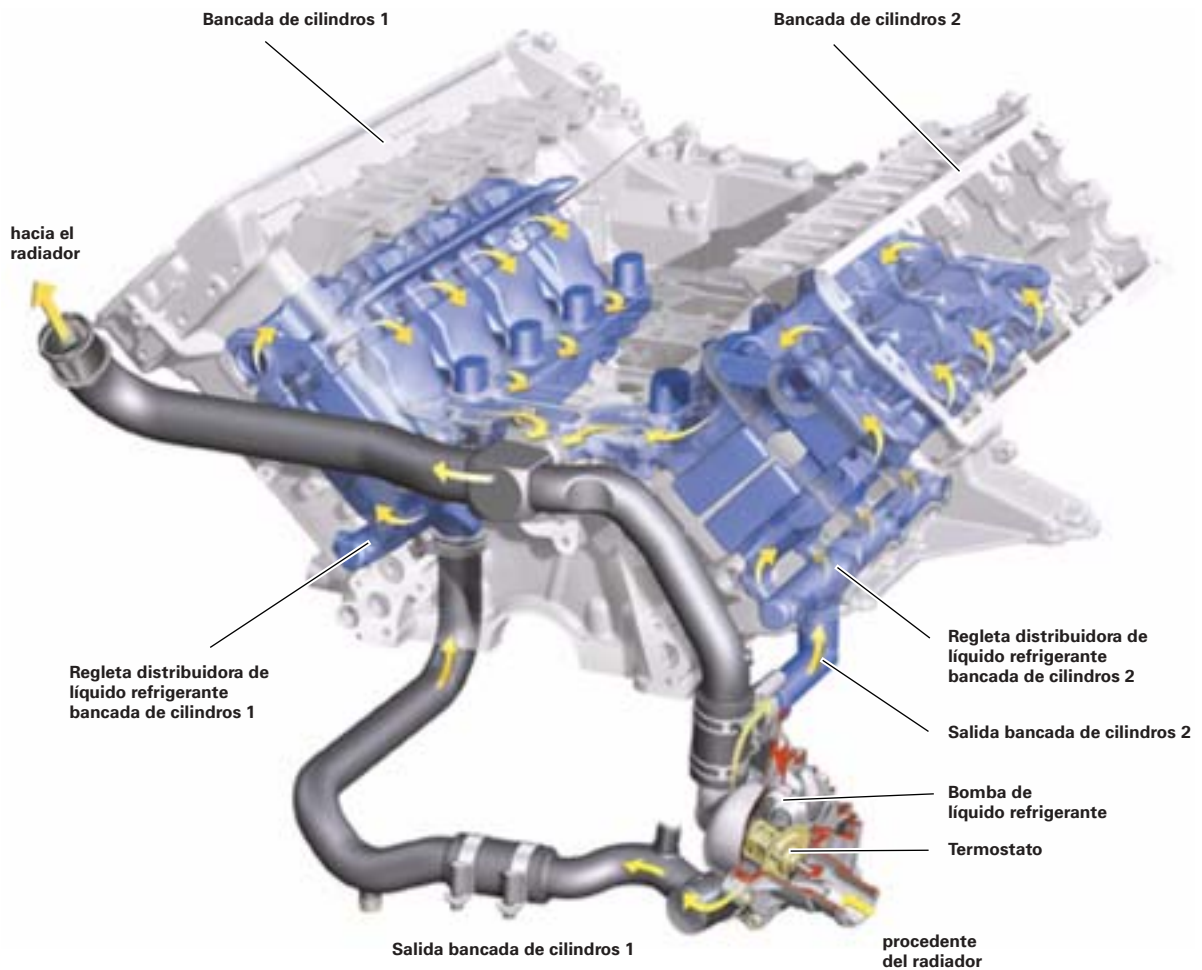 Bancada de cilindros 1
Bancada de cilindros 2
hacia el
radiador
Regleta distribuidora de
líquido refrigerante
bancada de cilindros 1
Regleta distribuidora de
líquido refrigerante
bancada de cilindros 2
Salida bancada de cilindros 2
Bomba de
líquido refrigerante
Termostato
Salida bancada de cilindros 1
procedente
del radiador